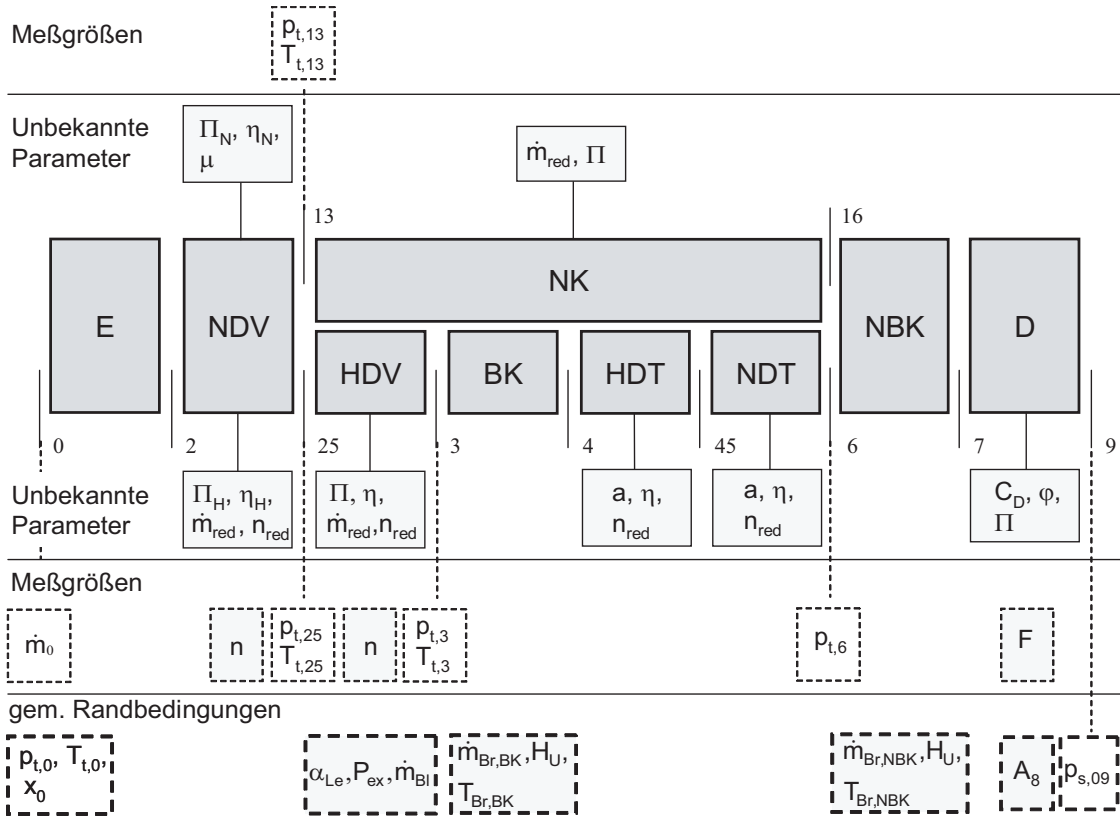 Meßgrößen
p_t,13
T_t,13
Unbekannte
Parameter
Π_N, η_N,
μ
ṁ_red, Π
13
16
E
NDV
NK
NBK
D
HDV
BK
HDT
NDT
0
2
25
3
4
45
6
7
9
Unbekannte
Parameter
Π_H, η_H,
ṁ_red, n_red
Π, η,
ṁ_red,n_red
a, η,
n_red
a, η,
n_red
C_D, φ,
Π
Meßgrößen
ṁ_0
n
p_t,25
T_t,25
n
p_t,3
T_t,3
p_t,6
F
gem. Randbedingungen
p_t,0, T_t,0,
x_0
α_Le,P_ex,ṁ_Bl
ṁ_Br,BK,H_U,
T_Br,BK
ṁ_Br,NBK,H_U,
T_Br,NBK
A_8
p_s,09